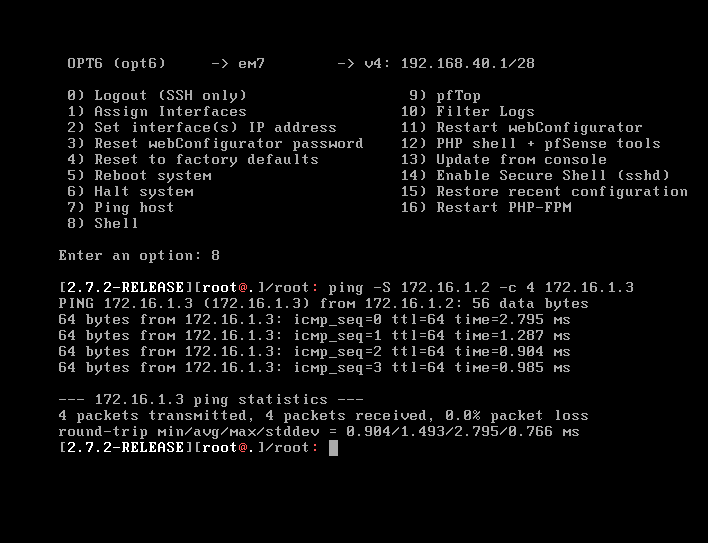 OPT6 (opt6)     -> em7        -> v4: 192.168.40.1/28
0) Logout (SSH only)                  9) pfTop
1) Assign Interfaces                 10) Filter Logs
2) Set interface(s) IP address       11) Restart webConfigurator
3) Reset webConfigurator password    12) PHP shell + pfSense tools
4) Reset to factory defaults         13) Update from console
5) Reboot system                     14) Enable Secure Shell (sshd)
6) Halt system                       15) Restore recent configuration
7) Ping host                         16) Restart PHP-FPM
8) Shell
Enter an option: 8
[2.7.2-RELEASE][root@.]/root: ping -S 172.16.1.2 -c 4 172.16.1.3
PING 172.16.1.3 (172.16.1.3) from 172.16.1.2: 56 data bytes
64 bytes from 172.16.1.3: icmp_seq=0 ttl=64 time=2.795 ms
64 bytes from 172.16.1.3: icmp_seq=1 ttl=64 time=1.287 ms
64 bytes from 172.16.1.3: icmp_seq=2 ttl=64 time=0.904 ms
64 bytes from 172.16.1.3: icmp_seq=3 ttl=64 time=0.985 ms
--- 172.16.1.3 ping statistics ---
4 packets transmitted, 4 packets received, 0.0% packet loss
round-trip min/avg/max/stddev = 0.904/1.493/2.795/0.766 ms
[2.7.2-RELEASE][root@.]/root: